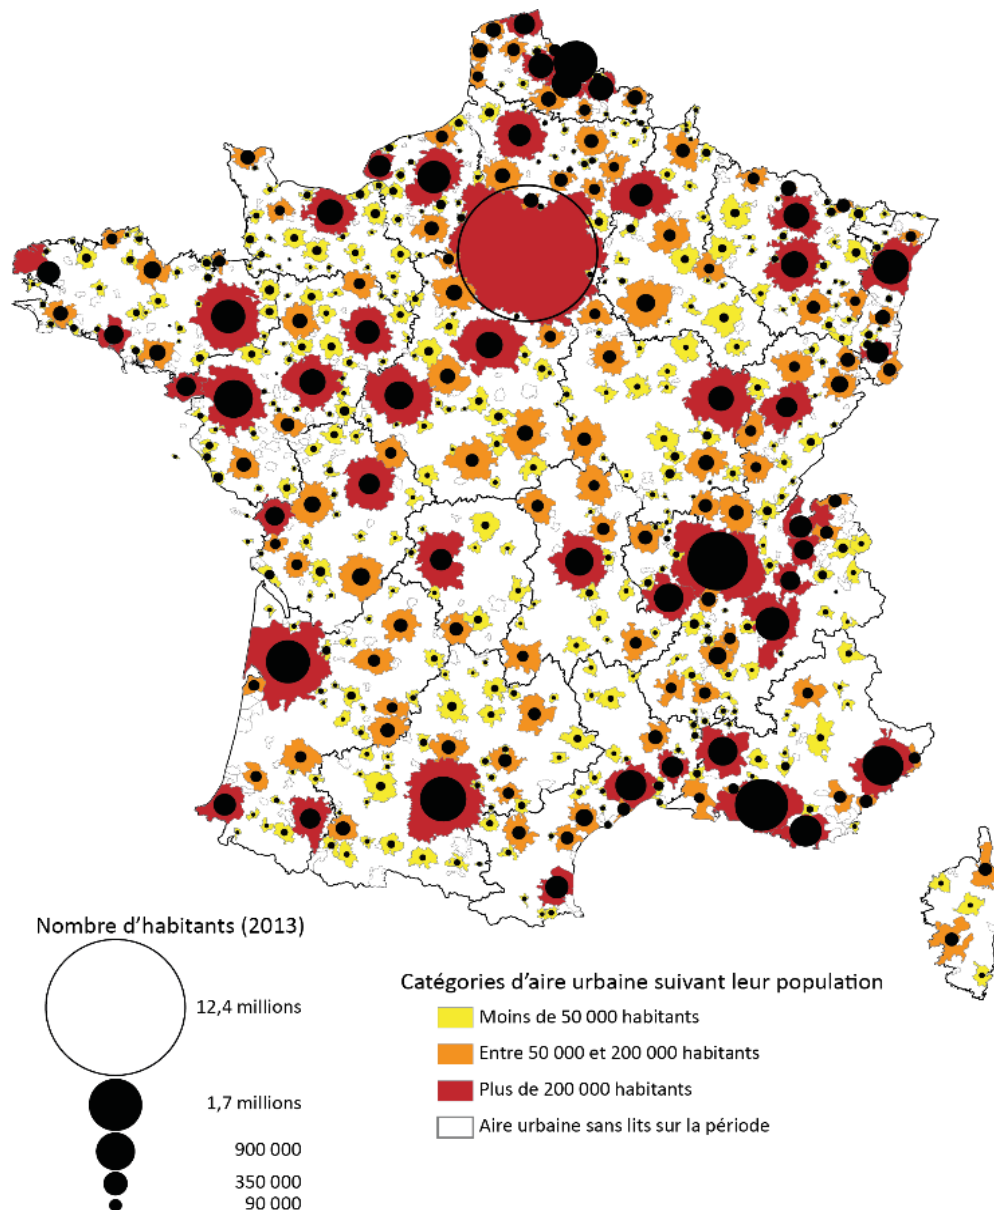 Nombre d'habitants (2013)
12,4 millions
1,7 millions
900 000
350 000
90 000
Catégories d'aire urbaine suivant leur population
Moins de 50 000 habitants
Entre 50 000 et 200 000 habitants
Plus de 200 000 habitants
Aire urbaine sans lits sur la période